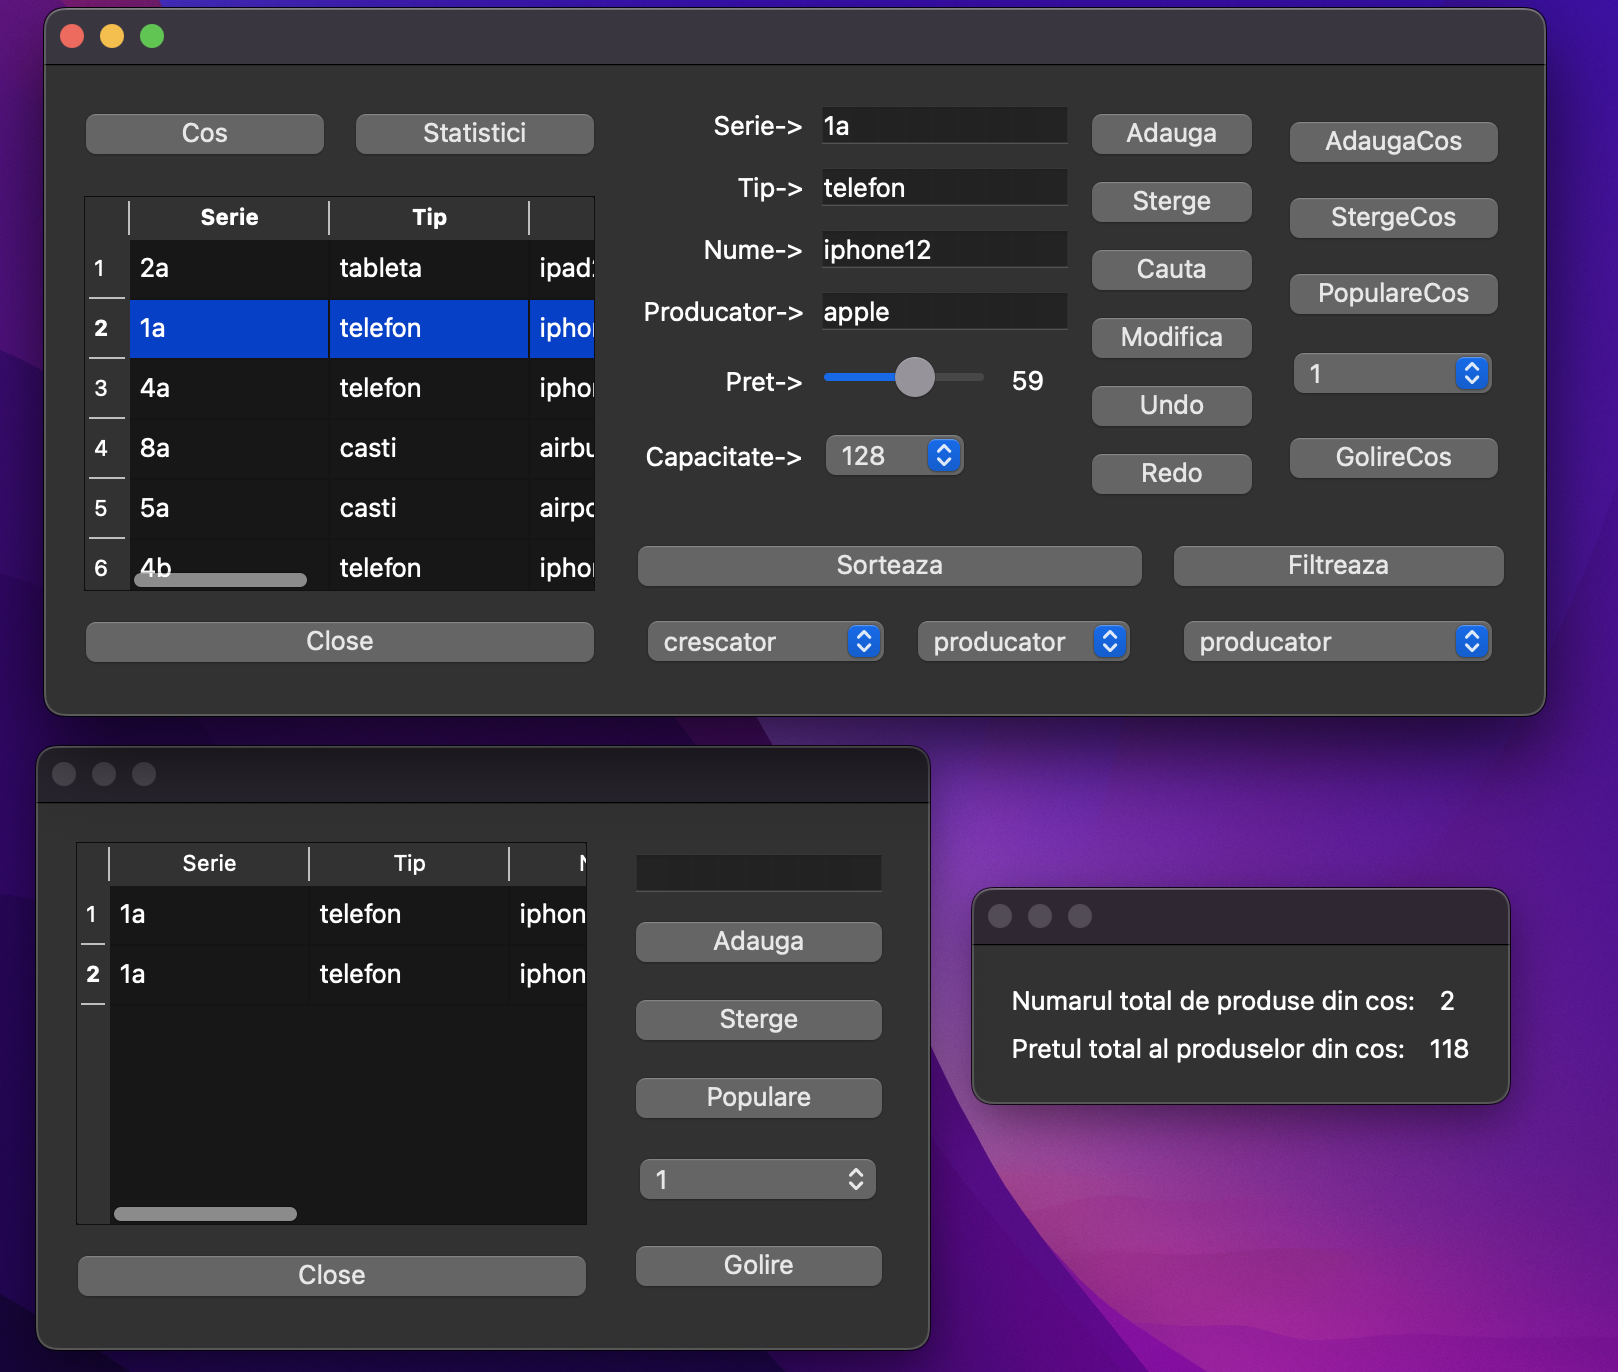 Cos
Statistici
Serie Tip
1 2a tableta ipad
2 1a telefon ipho
3 4a telefon ipho
4 8a casti airbu
5 5a casti airpo
6 4b telefon ipho
Close
Serie-> 1a
Tip-> telefon
Nume-> iphone12
Producator-> apple
Pret-> 59
Capacitate-> 128
Adauga
Sterge
Cauta
Modifica
Undo
Redo
AdaugaCos
StergeCos
PopulareCos
1
GolireCos
Sorteaza
Filtreaza
crescator
producator
producator
Serie Tip N
1 1a telefon iphon
2 1a telefon iphon
Close
Adauga
Sterge
Populare
1
Golire
Numarul total de produse din cos: 2
Pretul total al produselor din cos: 118